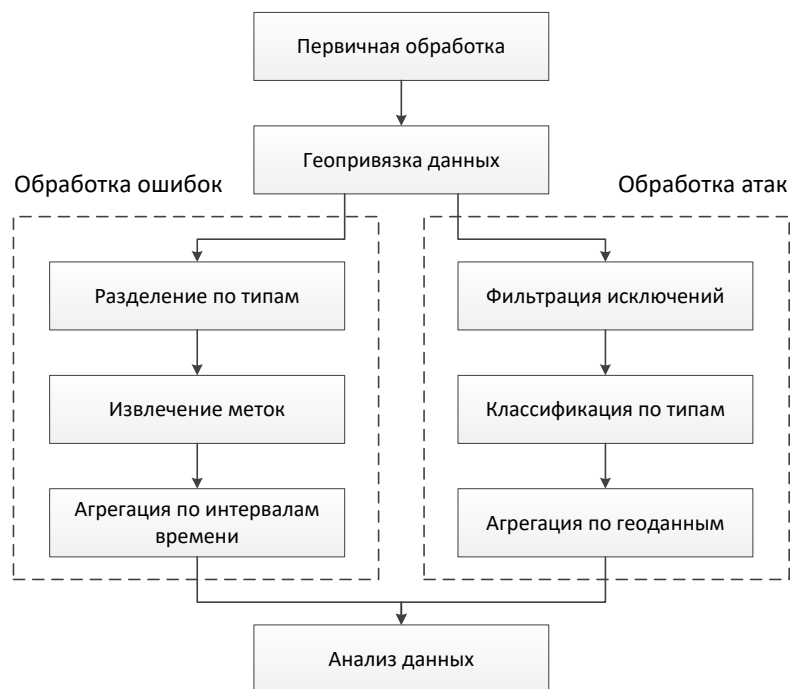 Первичная обработка
Геопривязка данных
Обработка ошибок
Разделение по типам
Извлечение меток
Агрегация по интервалам
времени
Обработка атак
Фильтрация исключений
Классификация по типам
Агрегация по геоданным
Анализ данных